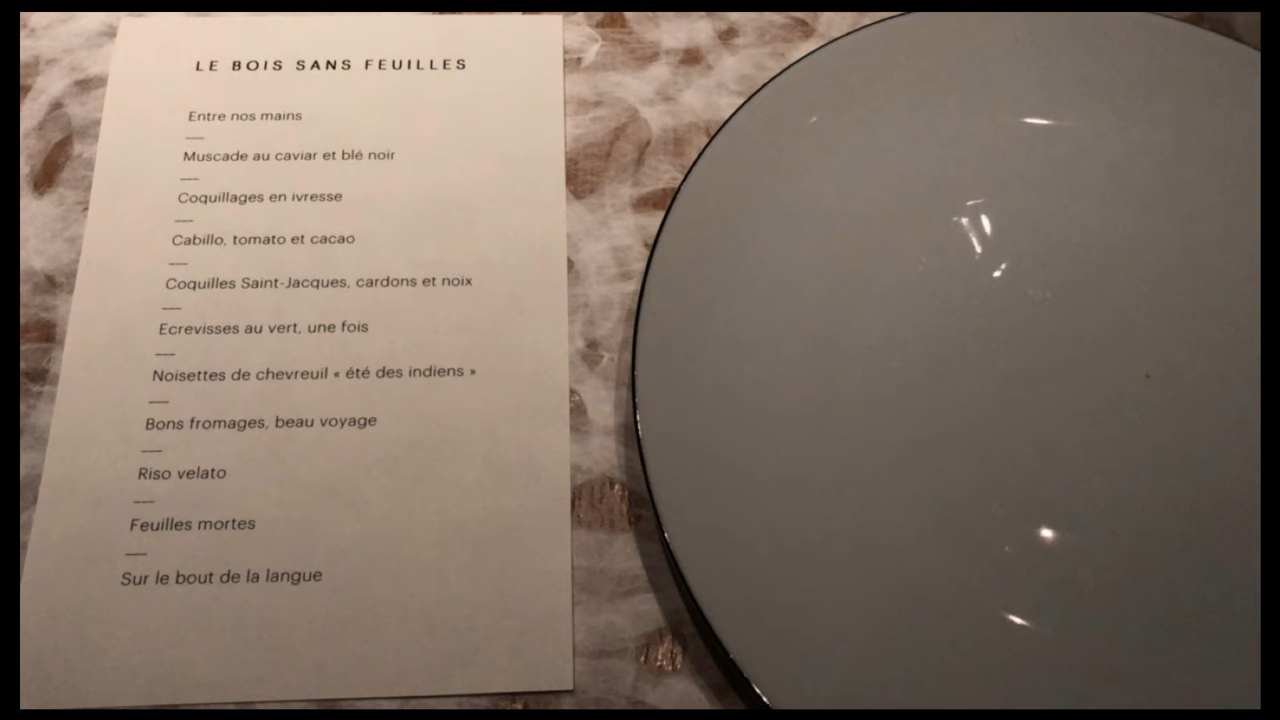 LE BOIS SANS FEUILLES
Entre nos mains
Muscade au caviar et blé noir
Coquillages en ivresse
Cabillo, tomato et cacao
Coquilles Saint-Jacques, cardons et noix
Ecrevisses au vert, une fois
Noisettes de chevreuil « été des indiens »
Bons fromages, beau voyage
Riso velato
Feuilles mortes
Sur le bout de la langue